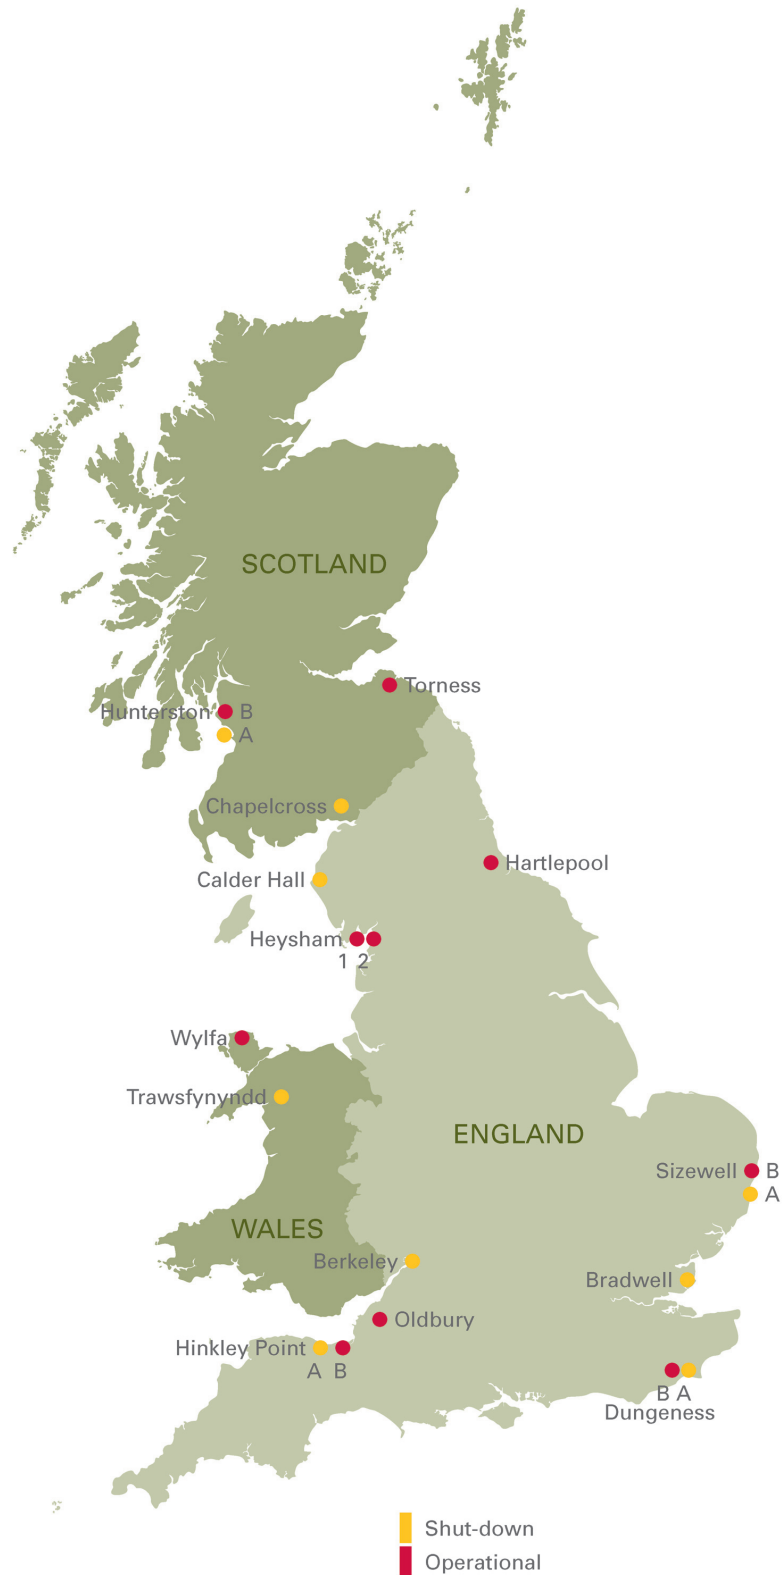 SCOTLAND
Torness
Hunterston B
A
Chapelcross
Hartlepool
Calder Hall
Heysham
1 2
Wylfa
Trawsfynyndd
ENGLAND
Sizewell B
A
WALES
Berkeley
Bradwell
Oldbury
Hinkley Point
A B
B A
Dungeness
Shut-down
Operational